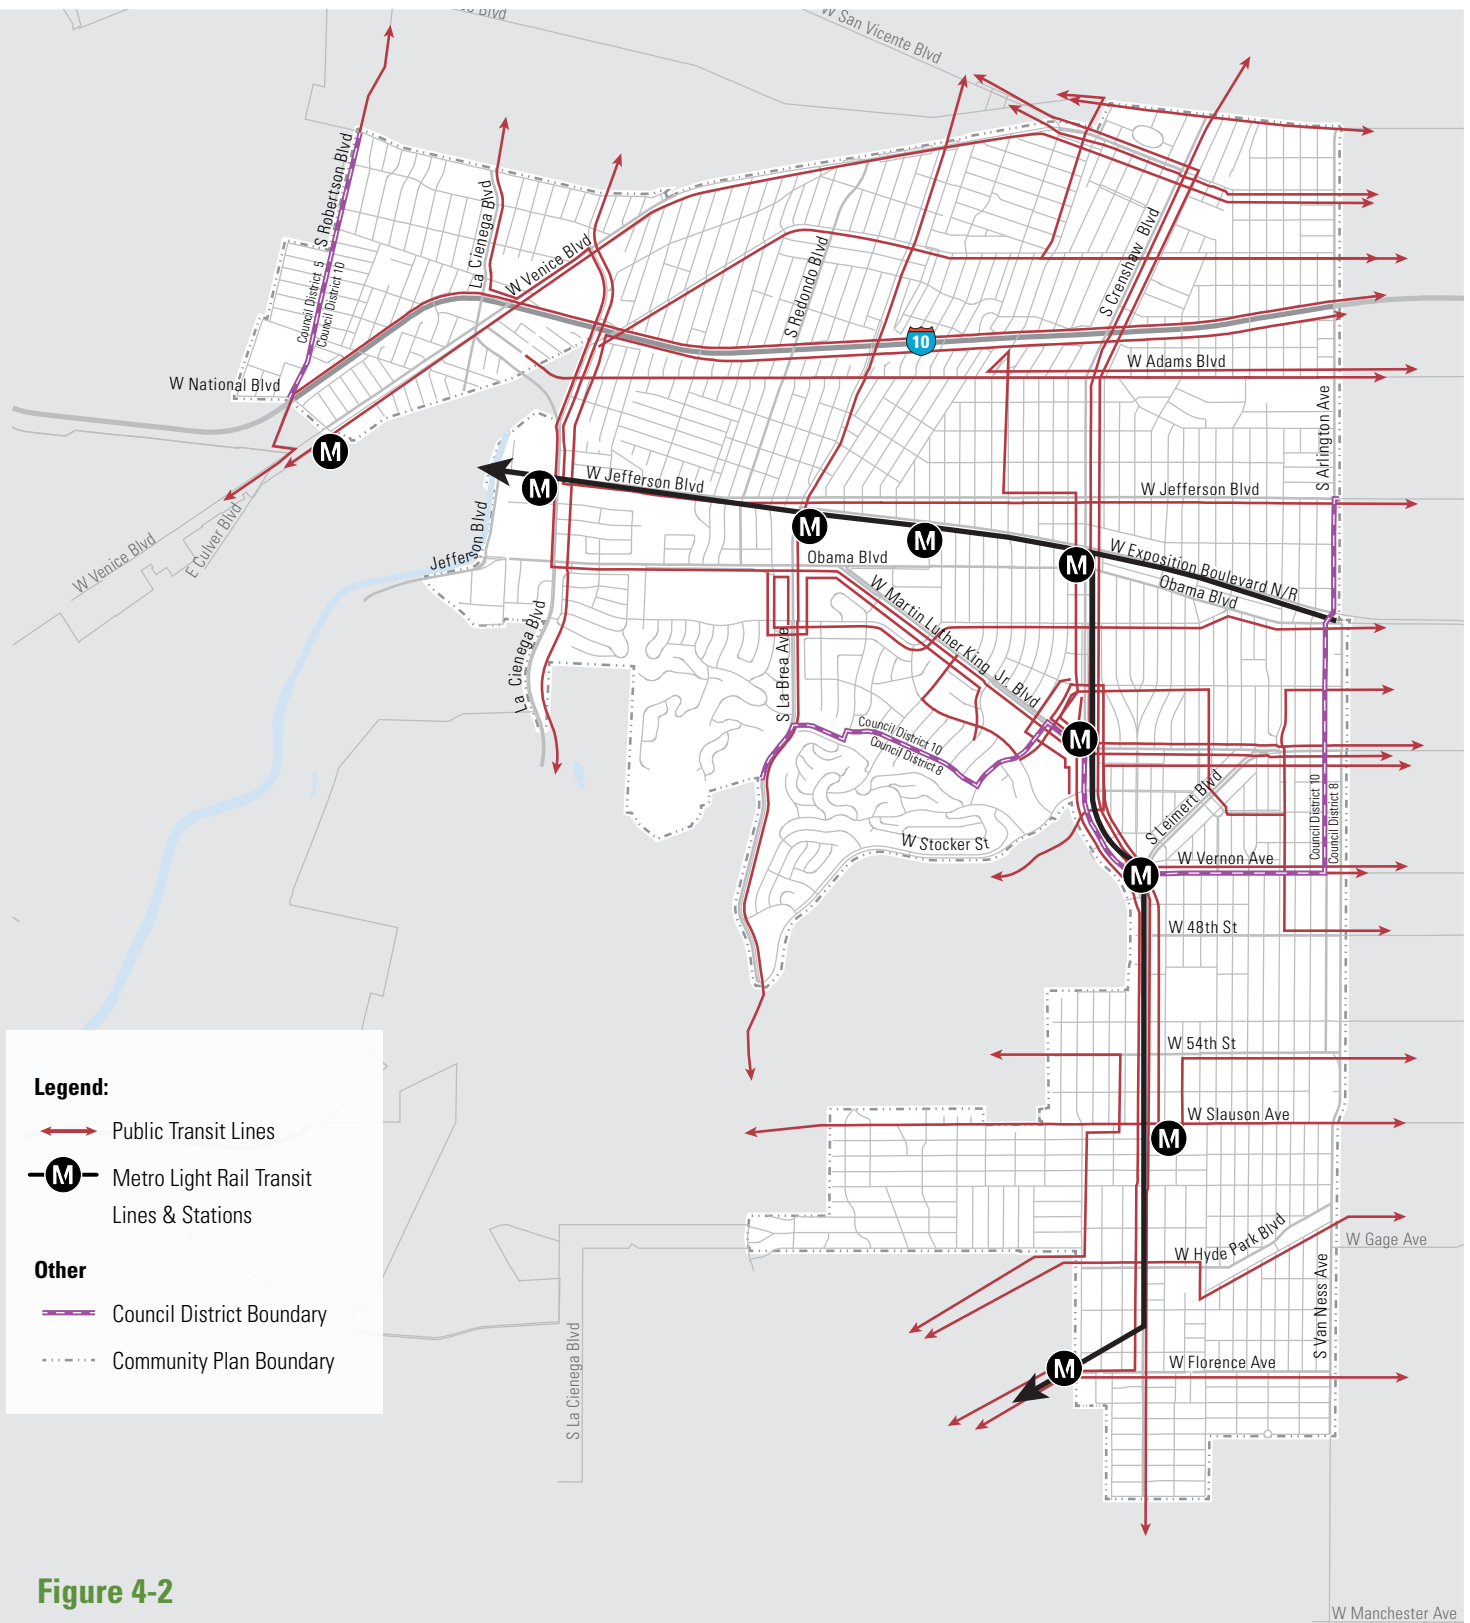 Blvd
W San Vicente Blvd
S Robertson Blvd
La Cienega Blvd
W Venice Blvd
S Redondo Blvd
S Crenshaw Blvd
Council District 5
Council District 10
10
W National Blvd
W Adams Blvd
S Arlington Ave
M
W Jefferson Blvd
M
W Jefferson Blvd
M
M
Jefferson Blvd
E Culver Blvd
W Venice Blvd
Obama Blvd
M
W Exposition Boulevard N/R
Obama Blvd
W Martin Luther King Jr. Blvd
La Cienega Blvd
S La Brea Ave
Council District 10
Council District 8
M
S Leimert Blvd
Council District 10
Council District 8
W Stocker St
W Vernon Ave
M
W 48th St
W 54th St
Legend:
Public Transit Lines
M
Metro Light Rail Transit
Lines & Stations
Other
Council District Boundary
Community Plan Boundary
W Slauson Ave
M
W Hyde Park Blvd
W Gage Ave
S Van Ness Ave
S La Cienega Blvd
W Florence Ave
M
Figure 4-2
W Manchester Ave